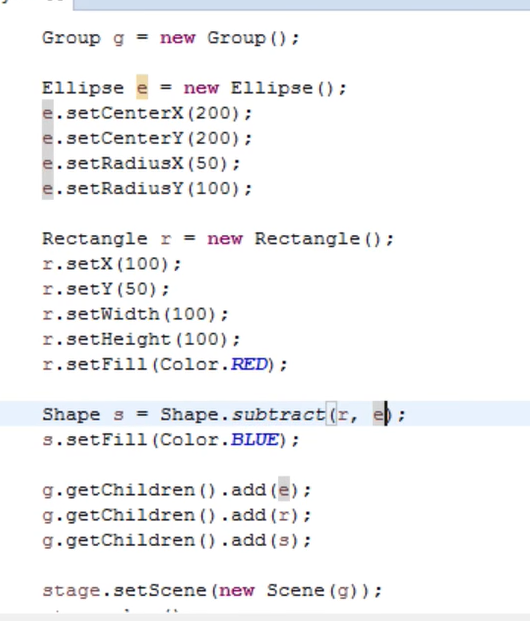 Group g = new Group();
Ellipse e = new Ellipse();
e.setCenterX(200);
e.setCenterY(200);
e.setRadiusX(50);
e.setRadiusY(100);
Rectangle r = new Rectangle();
r.setX(100);
r.setY(50);
r.setWidth(100);
r.setHeight(100);
r.setFill(Color.RED);
Shape s = Shape.subtract(r, e);
s.setFill(Color.BLUE);
g.getChildren().add(e);
g.getChildren().add(r);
g.getChildren().add(s);
stage.setScene(new Scene(g));